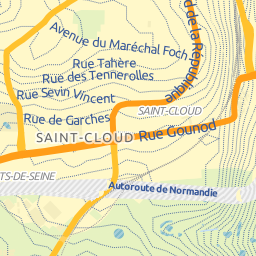 Avenue du Maréchal Foch
d de la République
Rue Tahère
Rue des Tennerolles
Rue Sevin Vincent
SAINT-CLOUD
Rue de Garches
SAINT-CLOUD
Rue Gounod
TS-DE-SEINE
Autoroute de Normandie